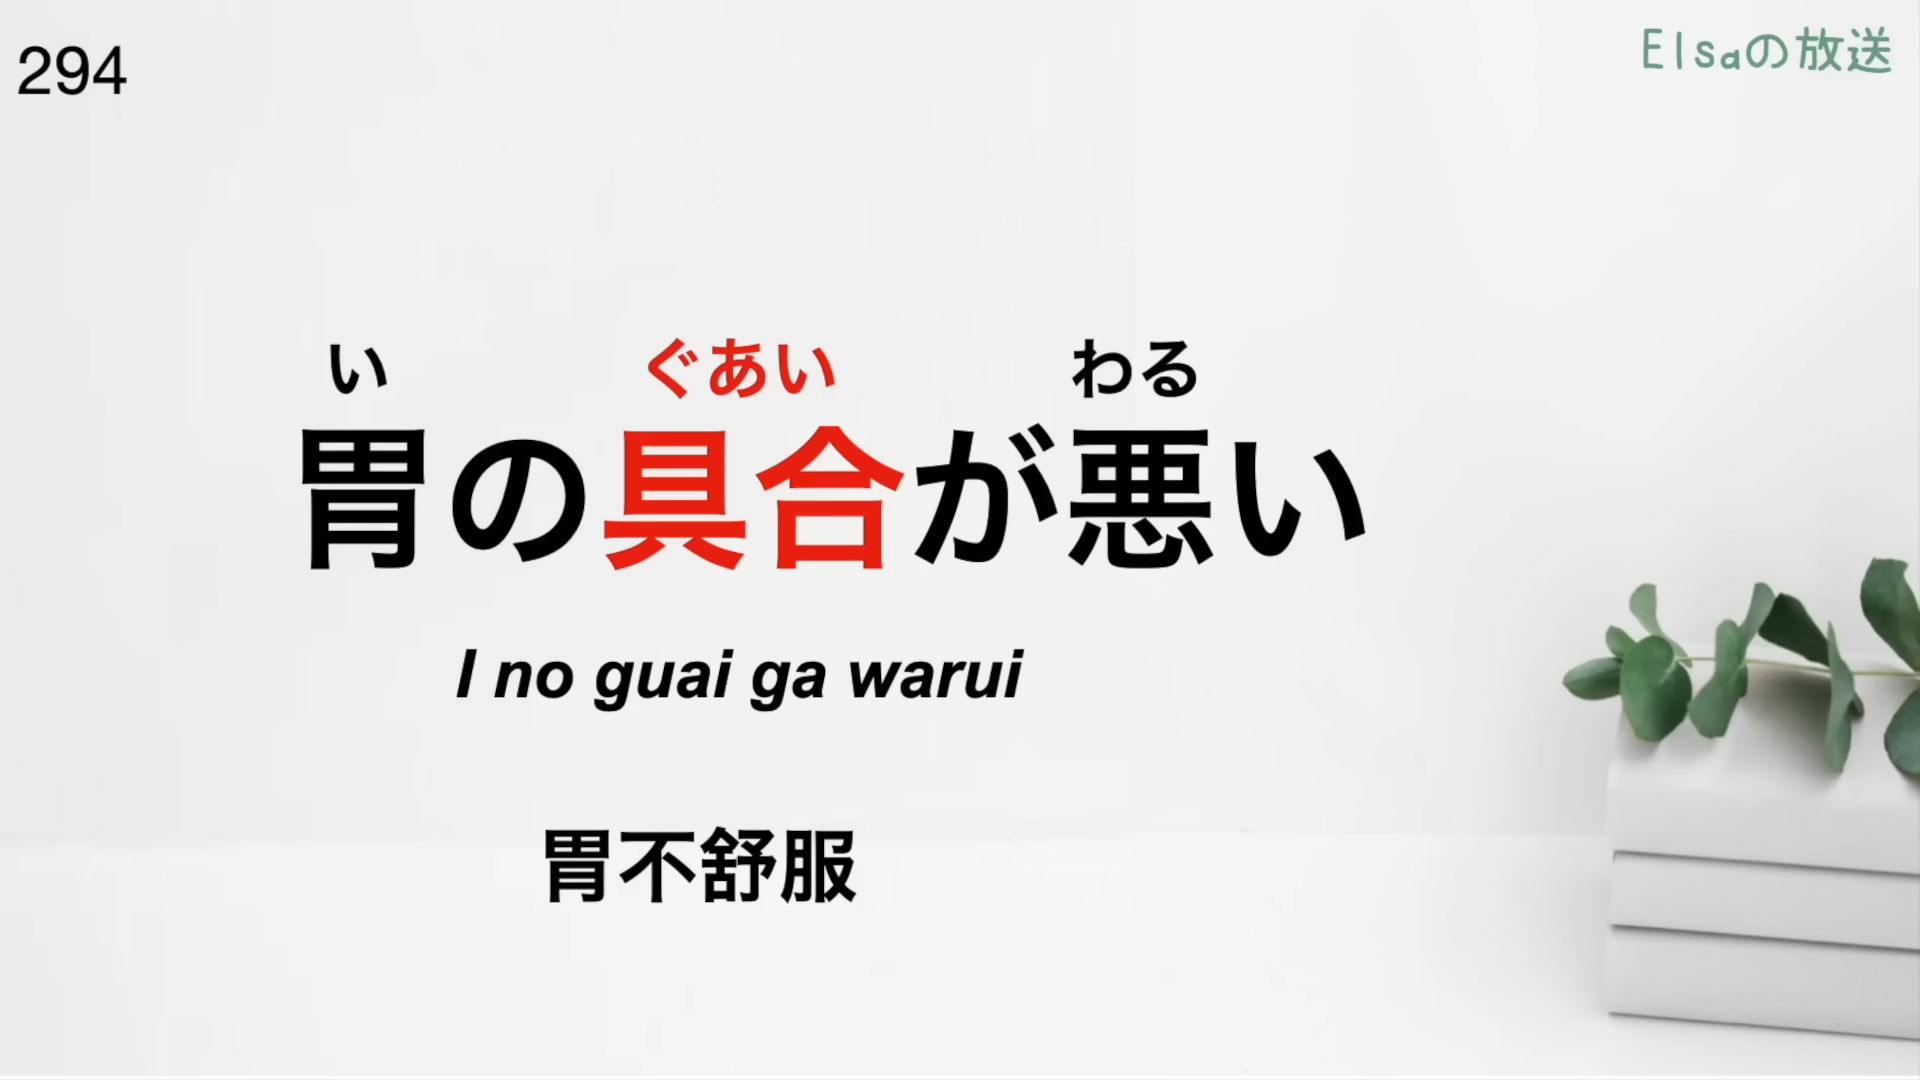 294
Elsaの放送
い ぐあい わる
胃の具合が悪い
I no guai ga warui
胃不舒服